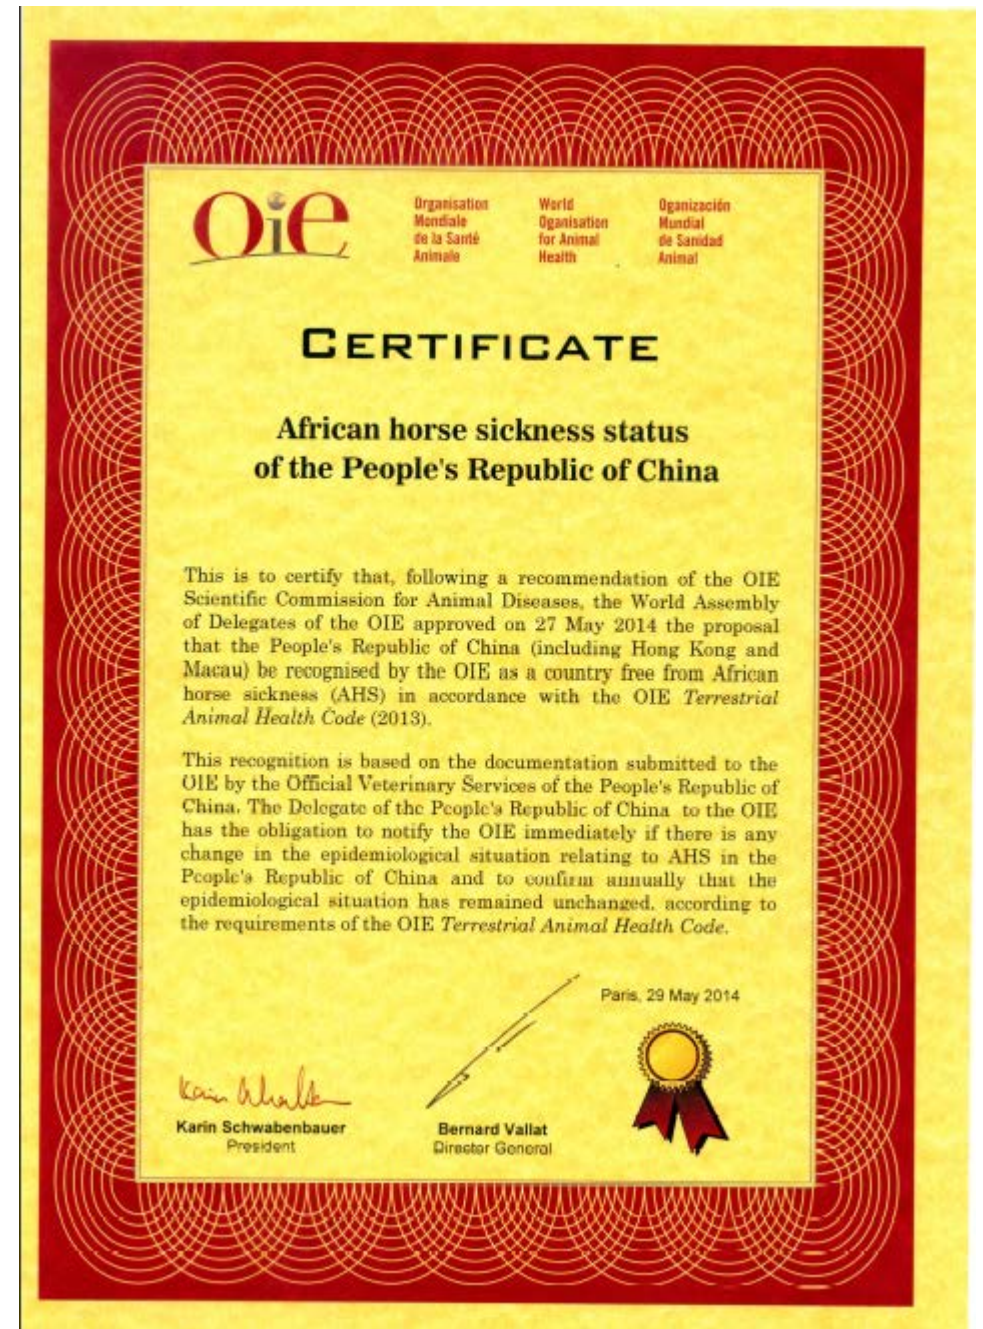 Oie
Organisation
Mondiale
de la Santé
Animale
World
Oganisation
for Animal
Health
Oganización
Mundial
de Sanidad
Animal
CERTIFICATE
African horse sickness status
of the People's Republic of China
This is to certify that, following a recommendation of the OIE
Scientific Commission for Animal Diseases, the World Assembly
of Delegates of the OIE approved on 27 May 2014 the proposal
that the People's Republic of China (including Hong Kong and
Macau) be recognised by the OIE as a country free from African
horse sickness (AHS) in accordance with the OIE Terrestrial
Animal Health Code (2013).
This recognition is based on the documentation submitted to the
OIE by the Official Veterinary Services of the People's Republic of
China. The Delegate of the People's Republic of China to the OIE
has the obligation to notify the OIE immediately if there is any
change in the epidemiological situation relating to AHS in the
People's Republic of China and to confirm annually that the
epidemiological situation has remained unchanged, according to
the requirements of the OIE Terrestrial Animal Health Code.
Paris, 29 May 2014
Karin Schwabenbauer
President
Bernard Vallat
Director General